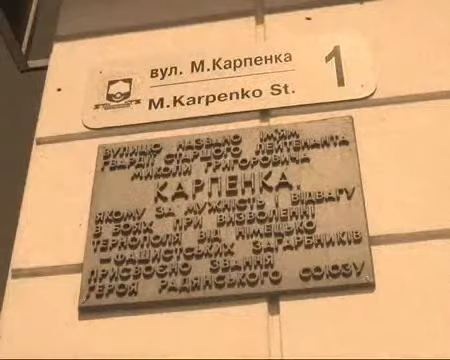 вул. М.Карпенка
1
M.Karpenko St.
ВУЛИЦЮ НАЗВАНО ІМ'ЯМ
ГВАРДІЇ СТАРШОГО ЛЕЙТЕНАНТА
МИКОЛИ ГРИГОРОВИЧА
КАРПЕНКА,
ЯКОМУ ЗА МУЖНІСТЬ І ВІДВАГУ
В БОЯХ ПРИ ВИЗВОЛЕННІ
ТЕРНОПОЛЯ ВІД НІМЕЦЬКО
-ФАШИСТСЬКИХ ЗАГАРБНИКІВ
ПРИСВОЄНО ЗВАННЯ
ГЕРОЯ РАДЯНСЬКОГО СОЮЗУ